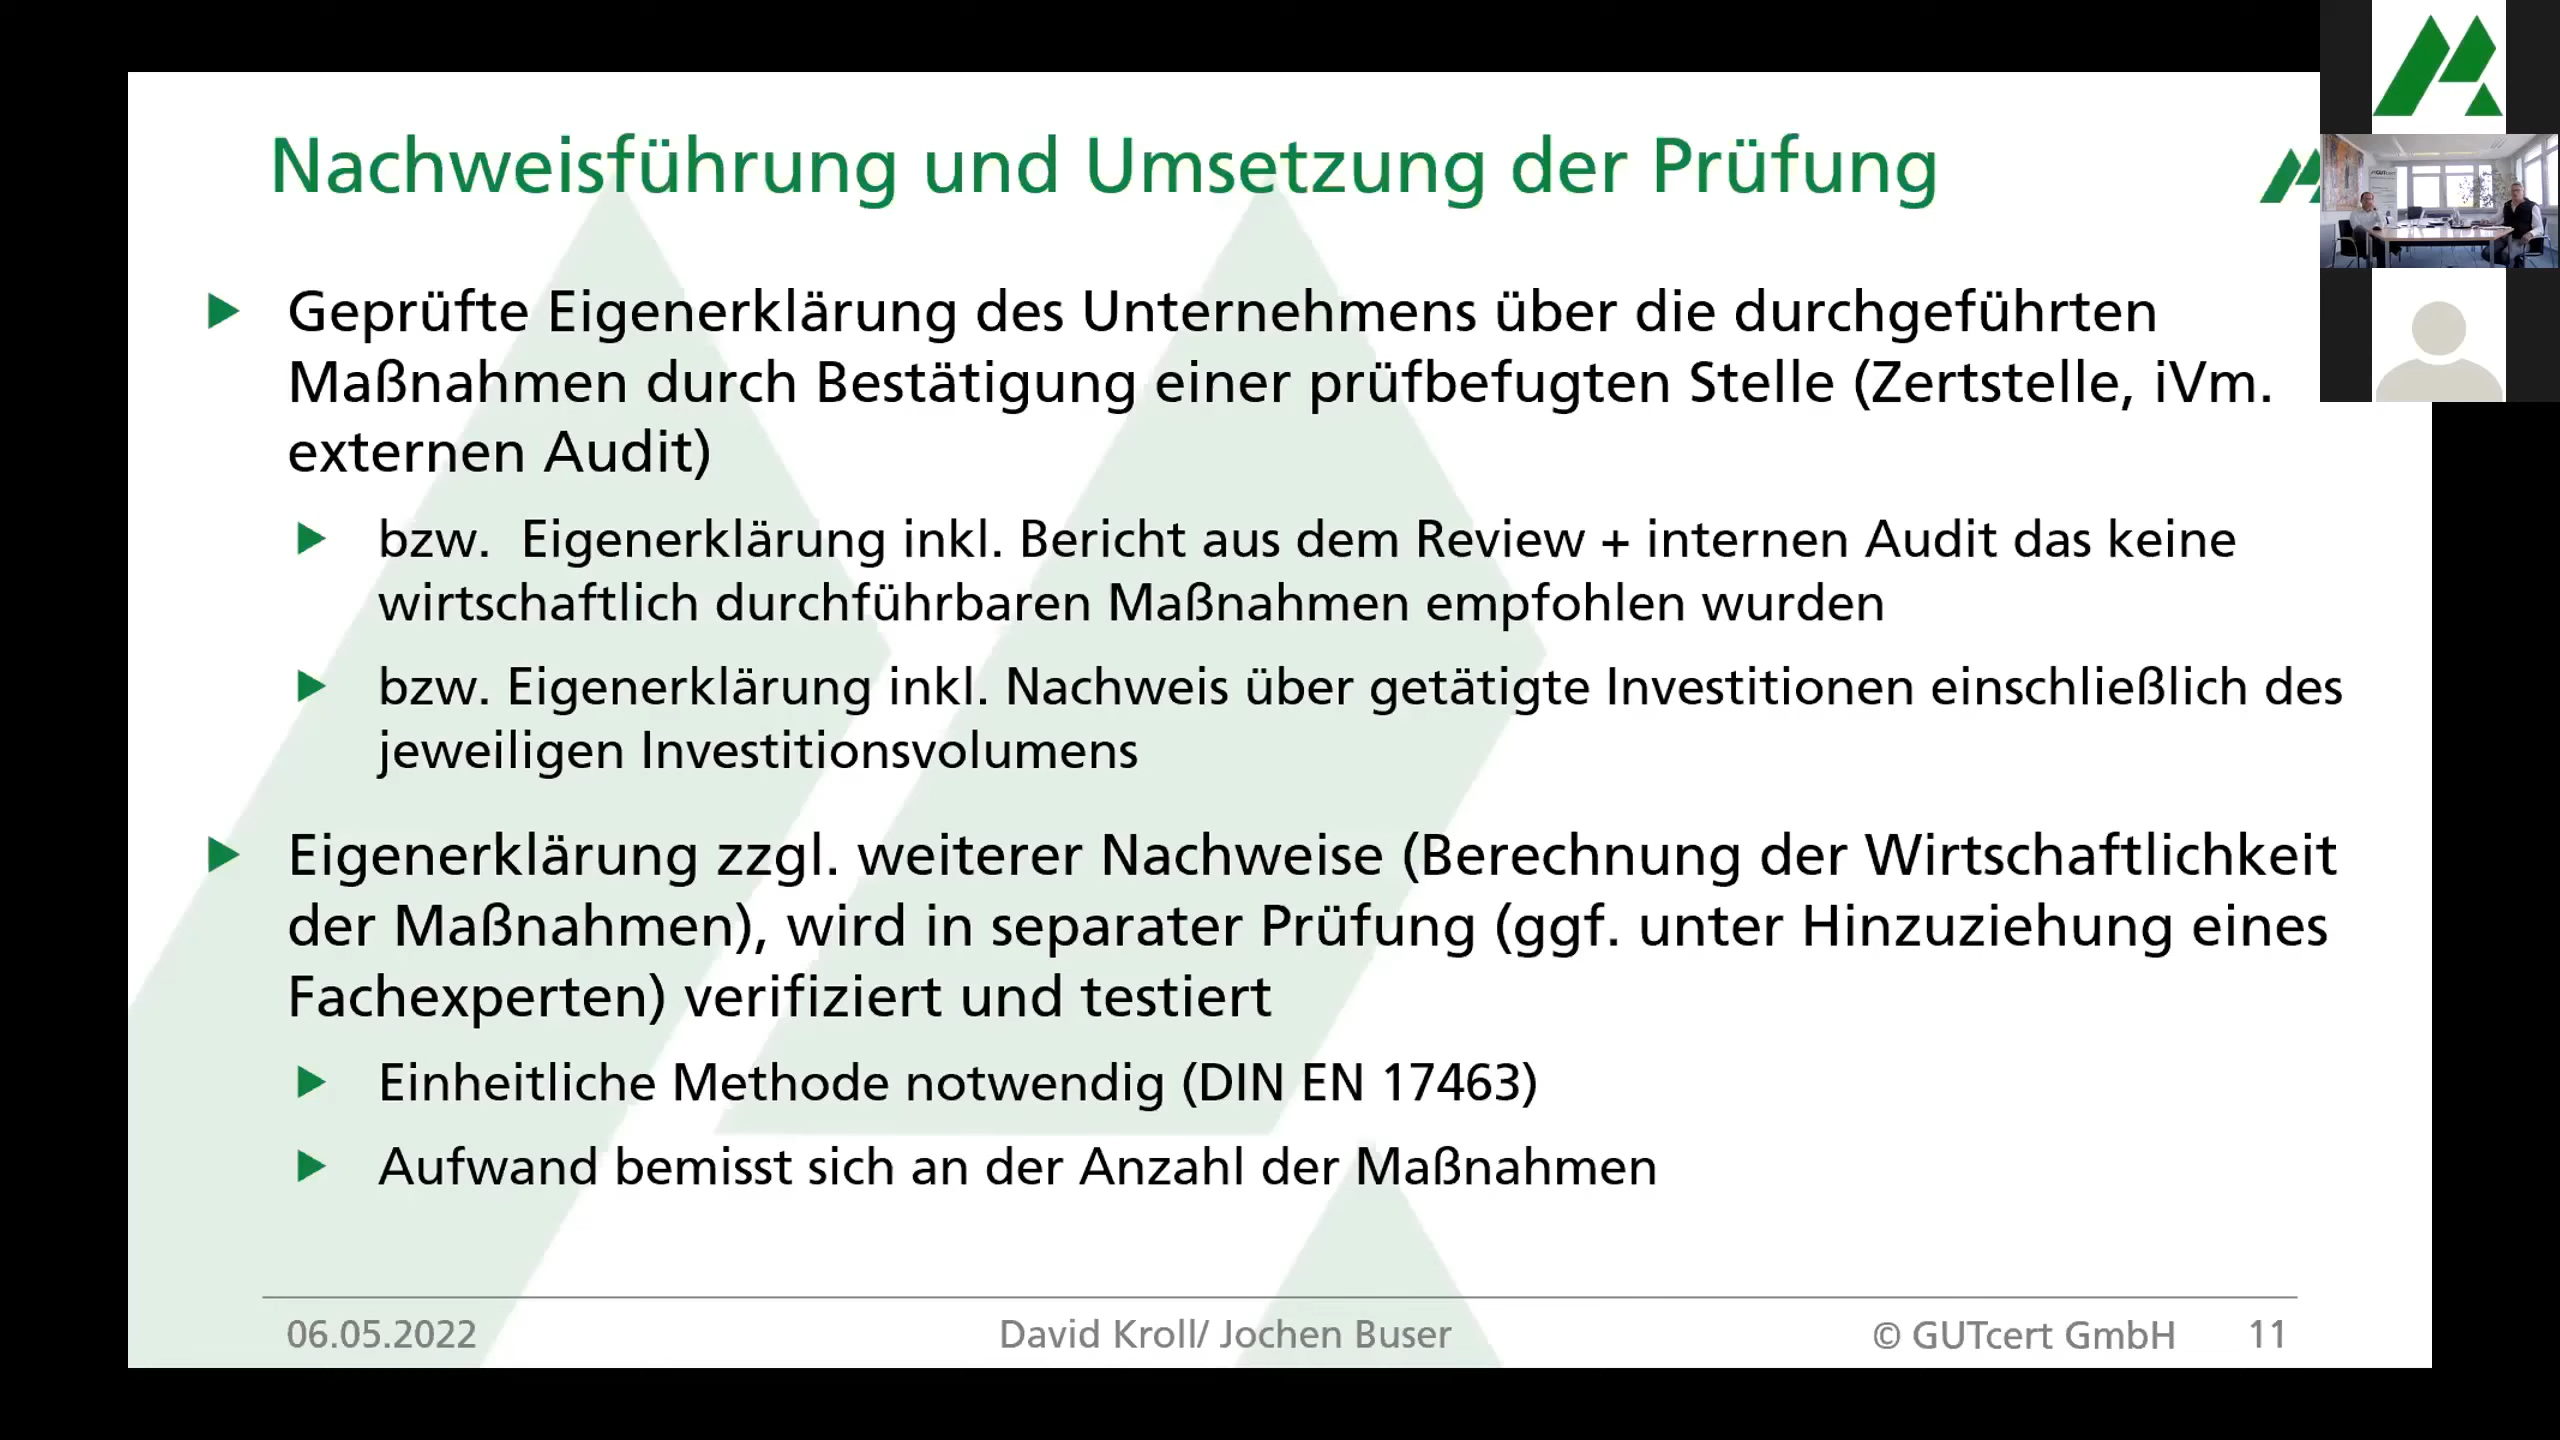 Nachweisführung und Umsetzung der Prüfung
Geprüfte Eigenerklärung des Unternehmens über die durchgeführten
Maßnahmen durch Bestätigung einer prüfbefugten Stelle (Zertstelle, iVm.
externen Audit)
bzw.  Eigenerklärung inkl. Bericht aus dem Review + internen Audit das keine
wirtschaftlich durchführbaren Maßnahmen empfohlen wurden
bzw. Eigenerklärung inkl. Nachweis über getätigte Investitionen einschließlich des
jeweiligen Investitionsvolumens
Eigenerklärung zzgl. weiterer Nachweise (Berechnung der Wirtschaftlichkeit
der Maßnahmen), wird in separater Prüfung (ggf. unter Hinzuziehung eines
Fachexperten) verifiziert und testiert
Einheitliche Methode notwendig (DIN EN 17463)
Aufwand bemisst sich an der Anzahl der Maßnahmen
06.05.2022
David Kroll/ Jochen Buser
© GUTcert GmbH
11